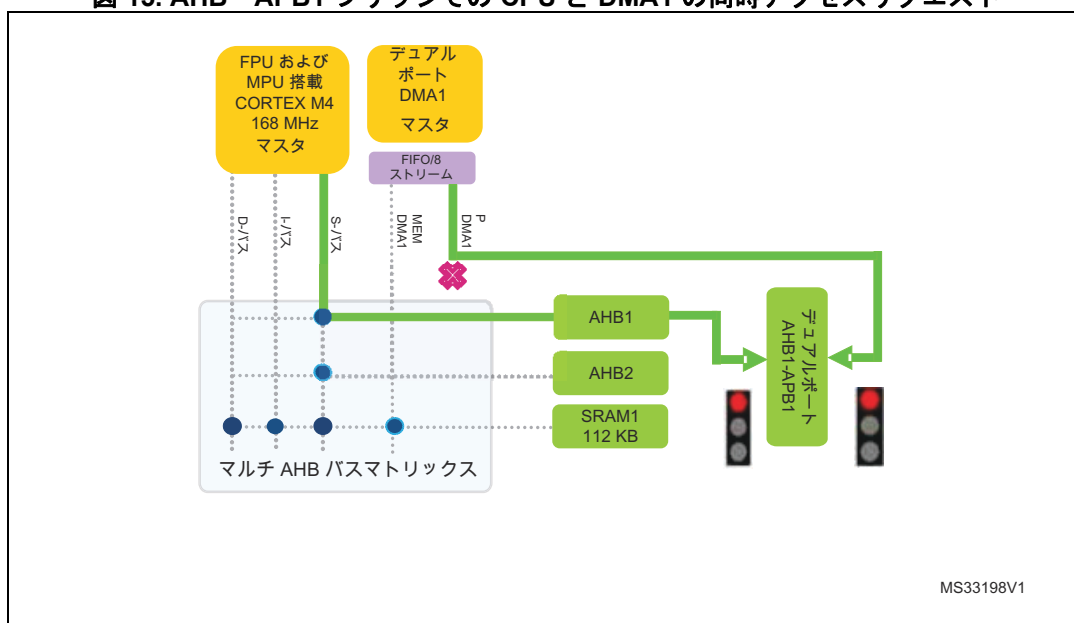 FPU および
MPU 搭載
CORTEX M4
168 MHz
マスタ
デュアル
ポート
DMA1
マスタ
FIFO/8
ストリーム
D-バス
I-バス
S-バス
MEM
DMA1
P
DMA1
AHB1
AHB2
SRAM1
112 KB
デュアルポート
AHB1-APB1
マルチ AHB バスマトリックス
MS33198V1